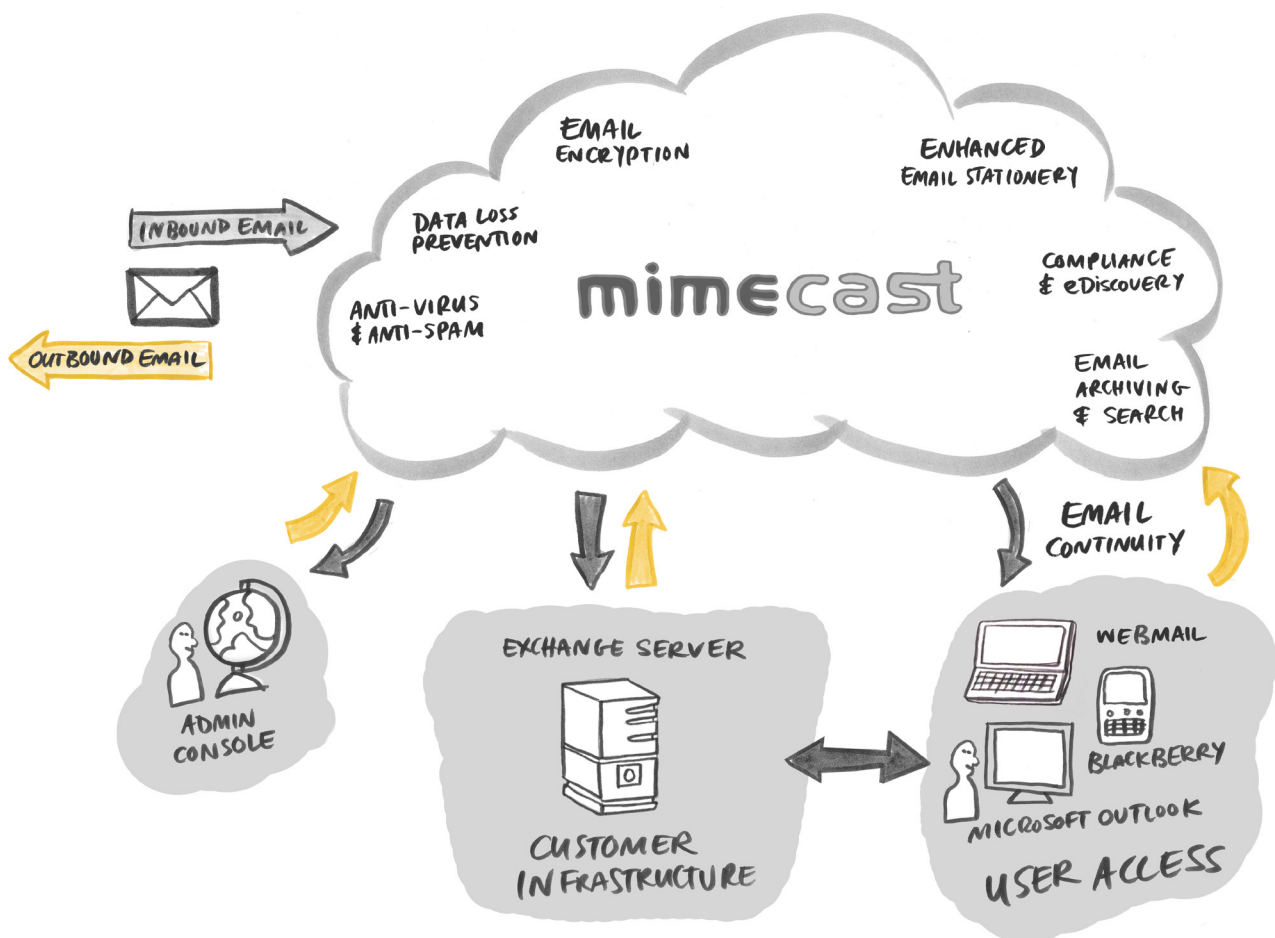 EMAIL
ENCRYPTION
ENHANCED
EMAIL STATIONERY
DATA LOSS
PREVENTION
INBOUND EMAIL
mimecast
COMPLIANCE
& eDISCOVERY
ANTI-VIRUS
& ANTI-SPAM
OUTBOUND EMAIL
EMAIL
ARCHIVING
& SEARCH
EMAIL
CONTINUITY
ADMIN
CONSOLE
EXCHANGE SERVER
CUSTOMER
INFRASTRUCTURE
WEBMAIL
BLACKBERRY
MICROSOFT OUTLOOK
USER ACCESS